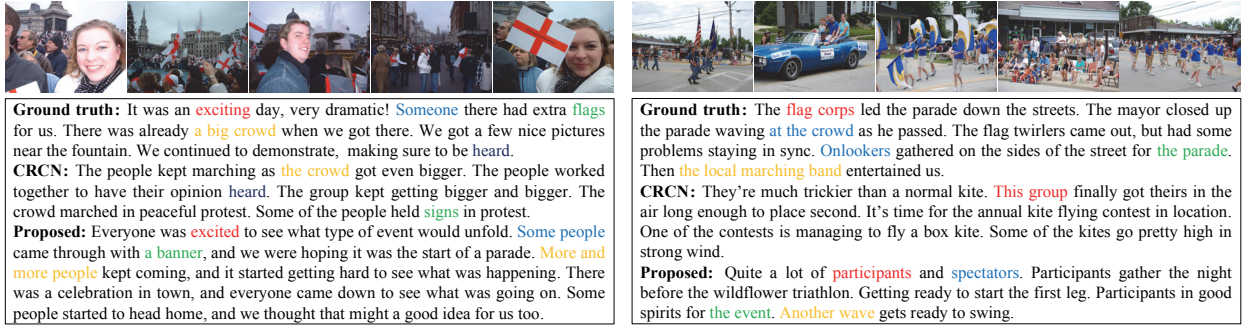 Ground truth: It was an exciting day, very dramatic! Someone there had extra flags
for us. There was already a big crowd when we got there. We got a few nice pictures
near the fountain. We continued to demonstrate, making sure to be heard.
CRCN: The people kept marching as the crowd got even bigger. The people worked
together to have their opinion heard. The group kept getting bigger and bigger. The
crowd marched in peaceful protest. Some of the people held signs in protest.
Proposed: Everyone was excited to see what type of event would unfold. Some people
came through with a banner, and we were hoping it was the start of a parade. More and
more people kept coming, and it started getting hard to see what was happening. There
was a celebration in town, and everyone came down to see what was going on. Some
people started to head home, and we thought that might a good idea for us too.
Ground truth: The flag corps led the parade down the streets. The mayor closed up
the parade waving at the crowd as he passed. The flag twirlers came out, but had some
problems staying in sync. Onlookers gathered on the sides of the street for the parade.
Then the local marching band entertained us.
CRCN: They're much trickier than a normal kite. This group finally got theirs in the
air long enough to place second. It's time for the annual kite flying contest in location.
One of the contests is managing to fly a box kite. Some of the kites go pretty high in
strong wind.
Proposed: Quite a lot of participants and spectators. Participants gather the night
before the wildflower triathlon. Getting ready to start the first leg. Participants in good
spirits for the event. Another wave gets ready to swing.